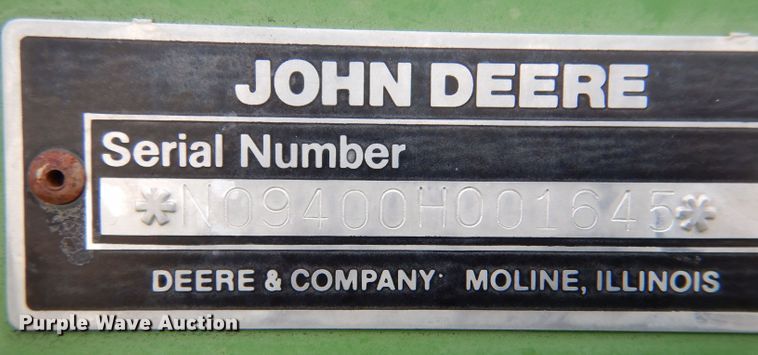 JOHN DEERE
Serial Number
*N09400H001645*
DEERE & COMPANY MOLINE, ILLINOIS
Purple Wave Auction